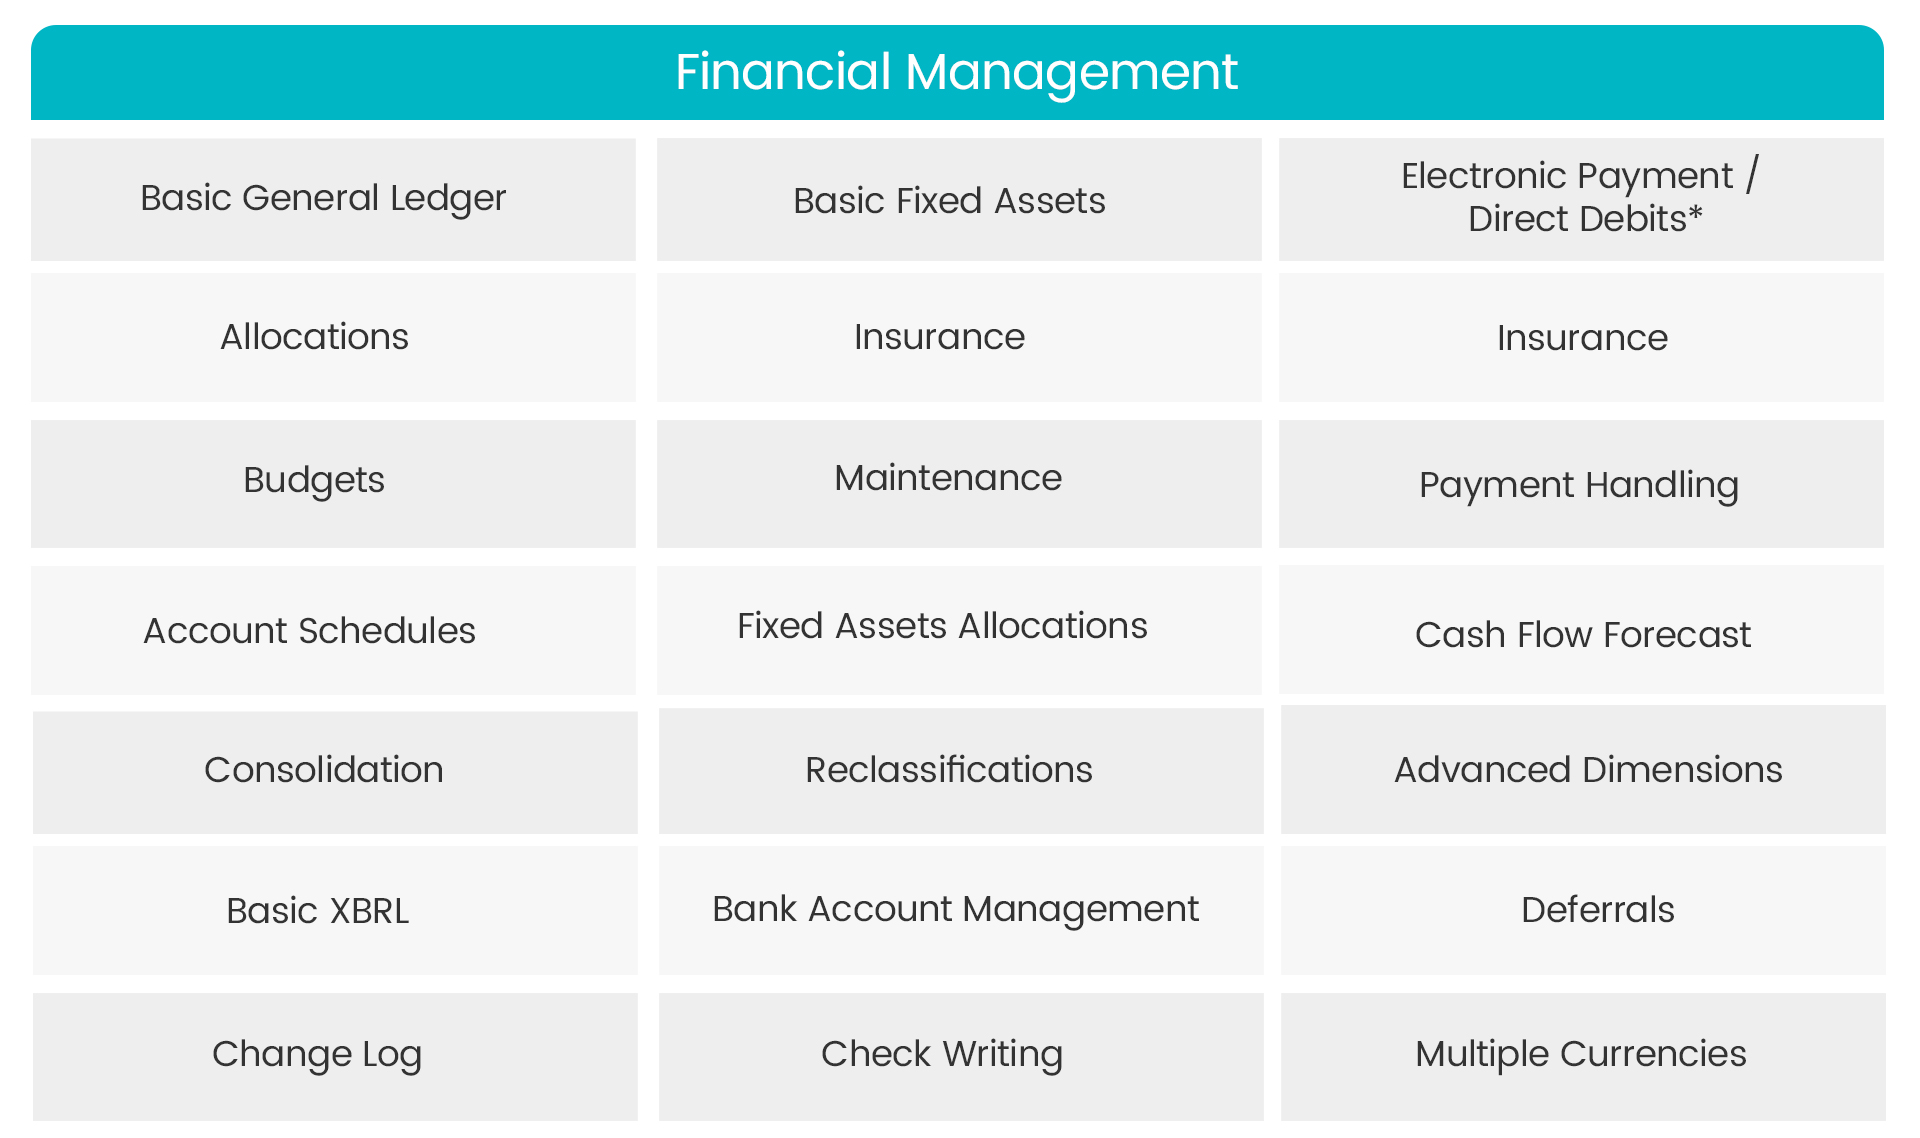 Financial Management
Basic General Ledger
Basic Fixed Assets
Electronic Payment /
Direct Debits*
Allocations
Insurance
Insurance
Budgets
Maintenance
Payment Handling
Account Schedules
Fixed Assets Allocations
Cash Flow Forecast
Consolidation
Reclassifications
Advanced Dimensions
Basic XBRL
Bank Account Management
Deferrals
Change Log
Check Writing
Multiple Currencies